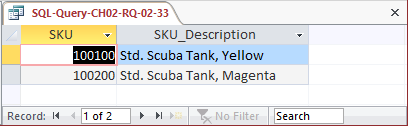 SQL-Query-CH02-RQ-02-33
SKU SKU_Description
100100 Std. Scuba Tank, Yellow
100200 Std. Scuba Tank, Magenta
Record: 1 of 2 No Filter Search